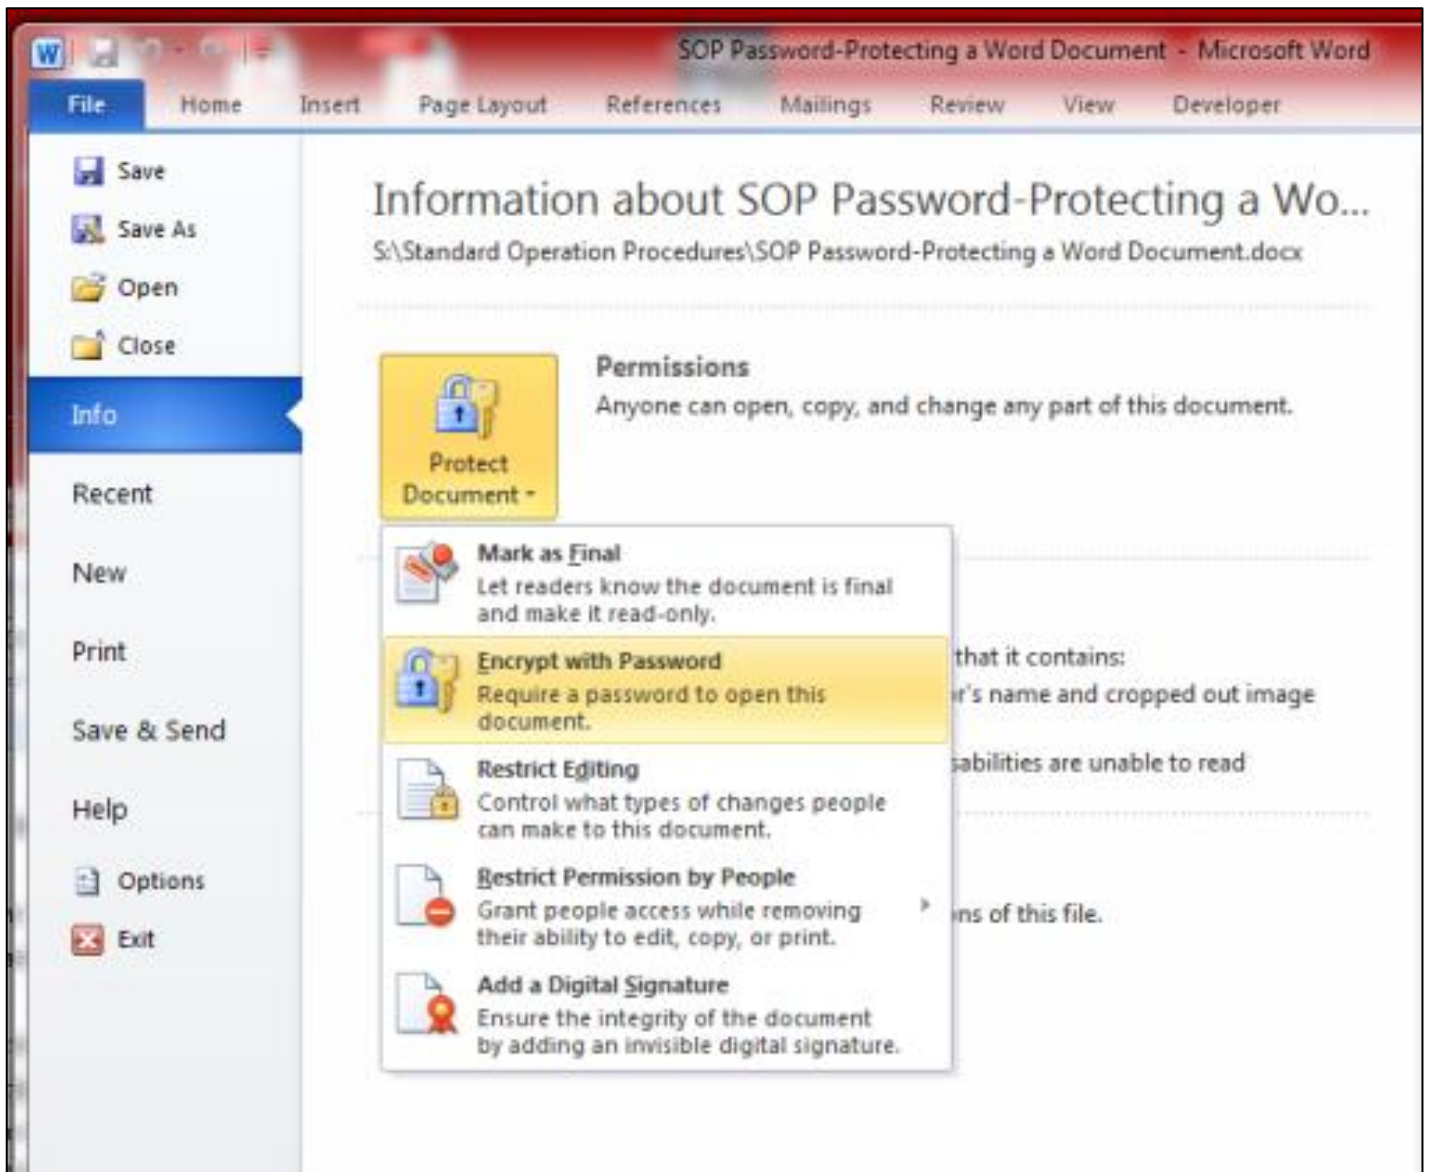 SOP Password-Protecting a Word Document - Microsoft Word
File Home Insert Page Layout References Mailings Review View Developer
Save
Save As
Open
Close
Info
Recent
New
Print
Save & Send
Help
Options
Exit
Information about SOP Password-Protecting a Wo...
S:\Standard Operation Procedures\SOP Password-Protecting a Word Document.docx
Protect
Document
Permissions
Anyone can open, copy, and change any part of this document.
Mark as Final
Let readers know the document is final
and make it read-only.
Encrypt with Password
Require a password to open this
document.
Restrict Editing
Control what types of changes people
can make to this document.
Restrict Permission by People
Grant people access while removing
their ability to edit, copy, or print.
Add a Digital Signature
Ensure the integrity of the document
by adding an invisible digital signature.
that it contains:
r's name and cropped out image
sabilities are unable to read
ns of this file.